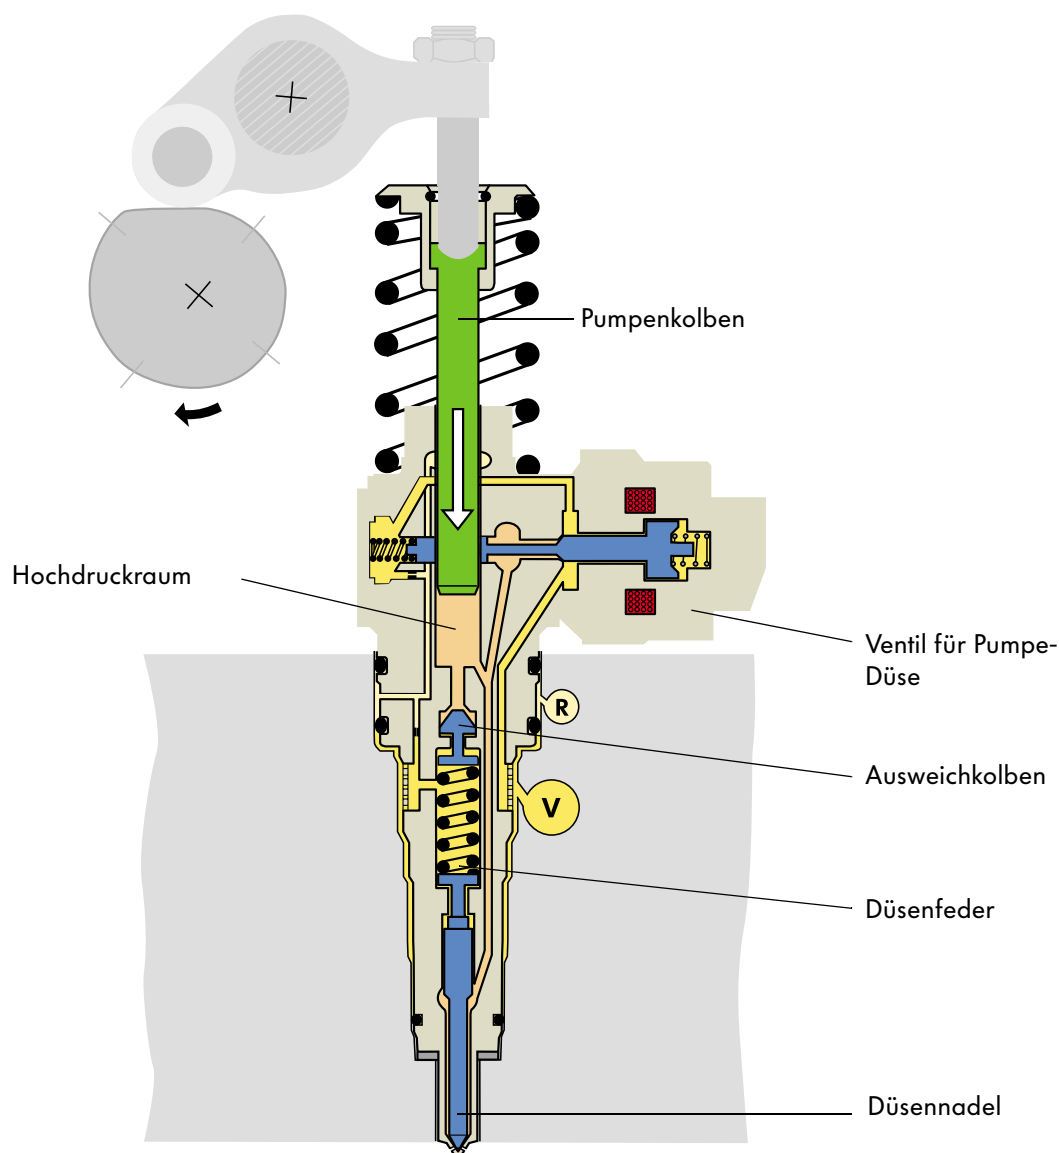 Pumpenkolben
Hochdruckraum
Ventil für Pumpe-
Düse
R
Ausweichkolben
V
Düsenfeder
Düsennadel